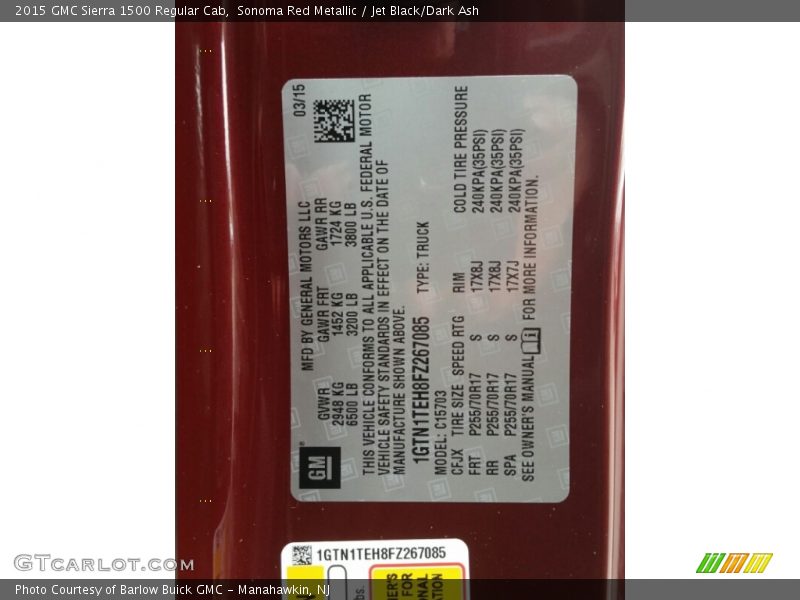 2015 GMC Sierra 1500 Regular Cab, Sonoma Red Metallic / Jet Black/Dark Ash
03/15
MFD BY GENERAL MOTORS LLC
GVWR GAWR FRT GAWR RR
2948 KG 1452 KG 1724 KG
6500 LB 3200 LB 3800 LB
THIS VEHICLE CONFORMS TO ALL APPLICABLE U.S. FEDERAL MOTOR
VEHICLE SAFETY STANDARDS IN EFFECT ON THE DATE OF
MANUFACTURE SHOWN ABOVE.
1GTN1TEH8FZ267085 TYPE: TRUCK
MODEL: C15703
CFJX TIRE SIZE SPEED RTG RIM COLD TIRE PRESSURE
FRT P255/70R17 S 17X8J 240KPA(35PSI)
RR P255/70R17 S 17X8J 240KPA(35PSI)
SPA P255/70R17 S 17X7J 240KPA(35PSI)
SEE OWNER'S MANUAL FOR MORE INFORMATION.
GM
1GTN1TEH8FZ267085
lbs.
GTCarLot.com
Photo Courtesy of Barlow Buick GMC - Manahawkin, NJ